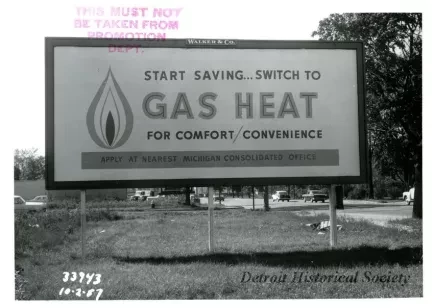 THIS MUST NOT
BE TAKEN FROM
PROMOTION
DEPT.
WALKER & CO.
START SAVING...SWITCH TO
GAS HEAT
FOR COMFORT/CONVENIENCE
APPLY AT NEAREST MICHIGAN CONSOLIDATED OFFICE
Detroit Historical Society
33943
10-2-57